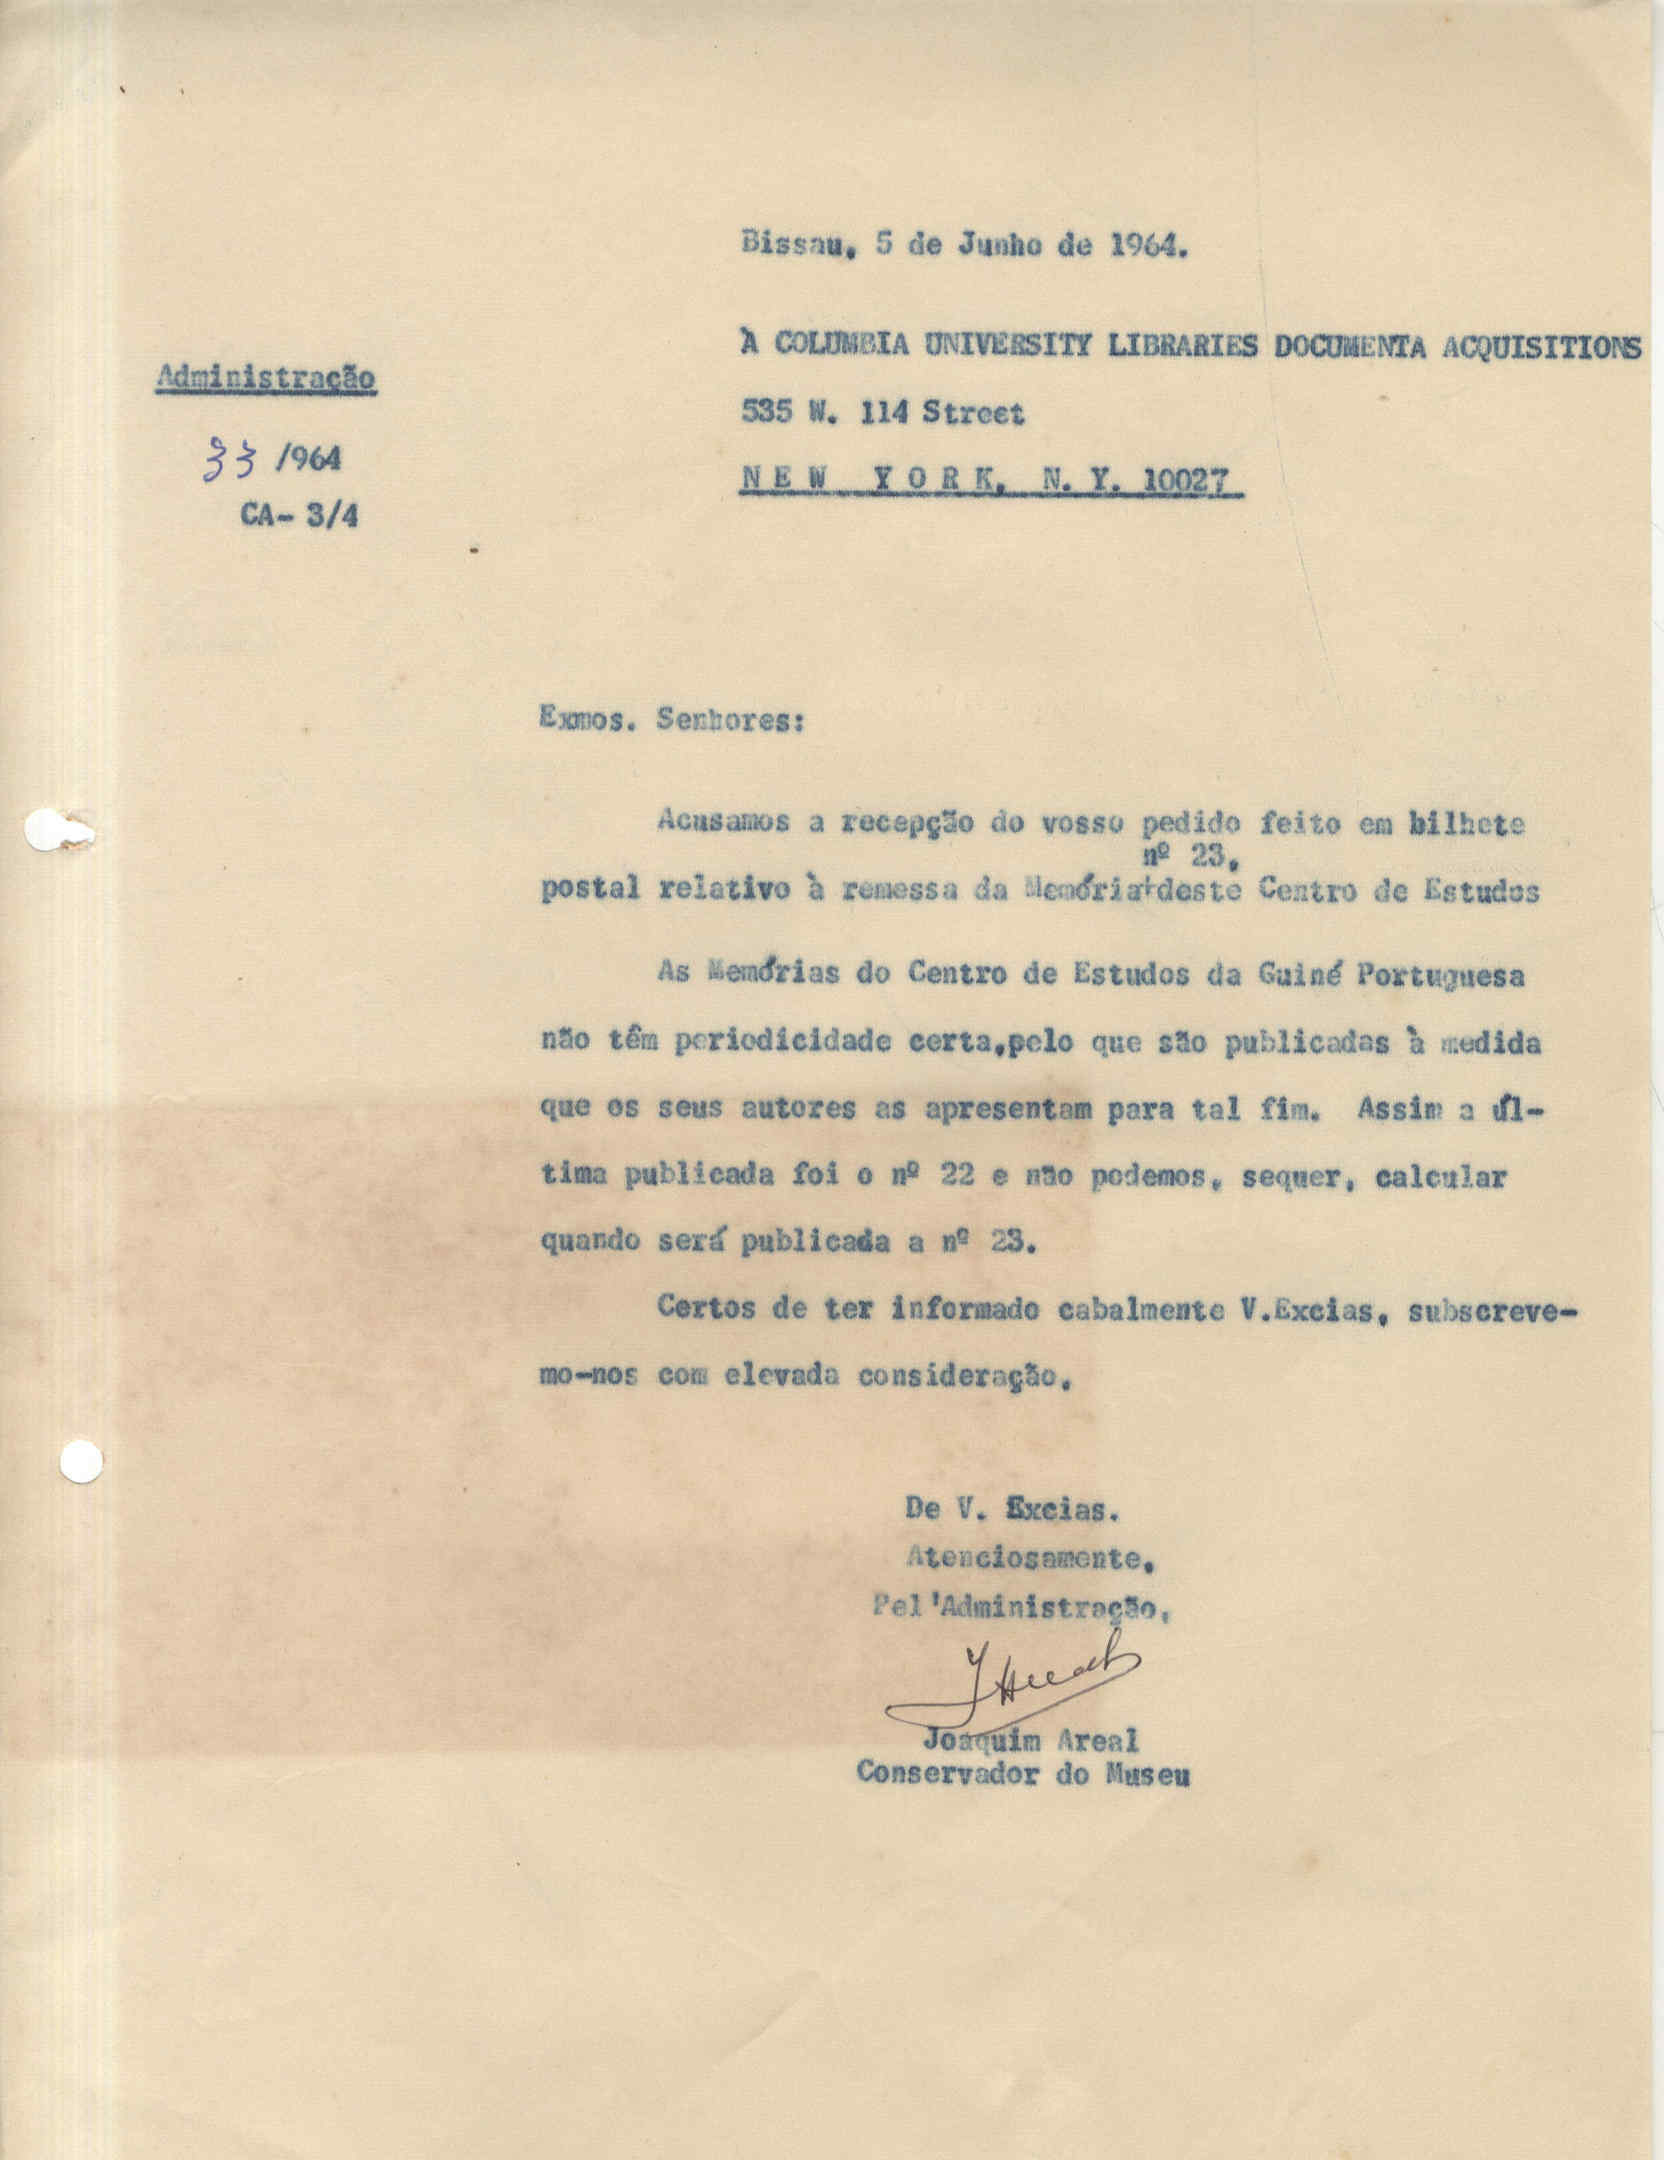 Bissau, 5 de Junho de 1964.
À COLUMBIA UNIVERSITY LIBRARIES DOCUMENTA ACQUISITIONS
Administração
535 W. 114 Street
33 /964
NEW YORK, N. Y. 10027
CA- 3/4
Exmos. Senhores:
Acusamos a recepção do vosso pedido feito em bilhete
nº 23,
postal relativo à remessa da Memória+deste Centro de Estudos
As Memórias do Centro de Estudos da Guiné Portuguesa
não têm periodicidade certa,pelo que são publicadas à medida
que os seus autores as apresentam para tal fim. Assim a úl-
tima publicada foi o nº 22 e não podemos, sequer, calcular
quando será publicada a nº 23.
Certos de ter informado cabalmente V.Excias, subscreve-
mo-nos com elevada consideração.
De V. Excias.
Atenciosamente,
Pel'Administração,
JAreal
Joaquim Areal
Conservador do Museu